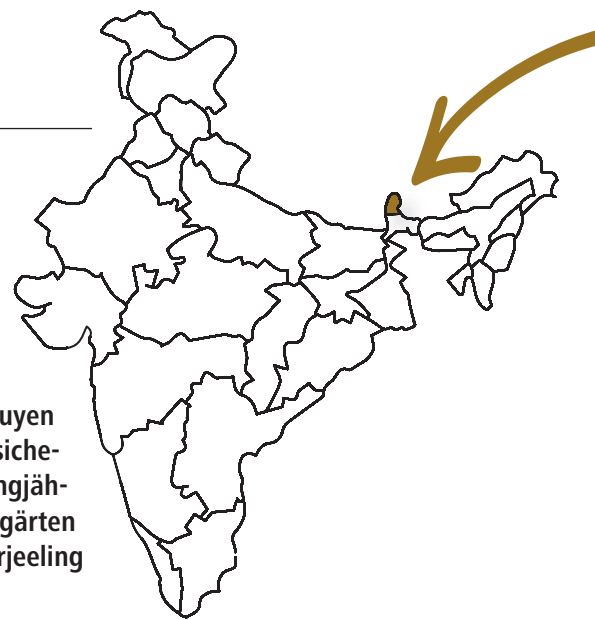 uyen
siche-
ngjäh-
gärten
rjeeling